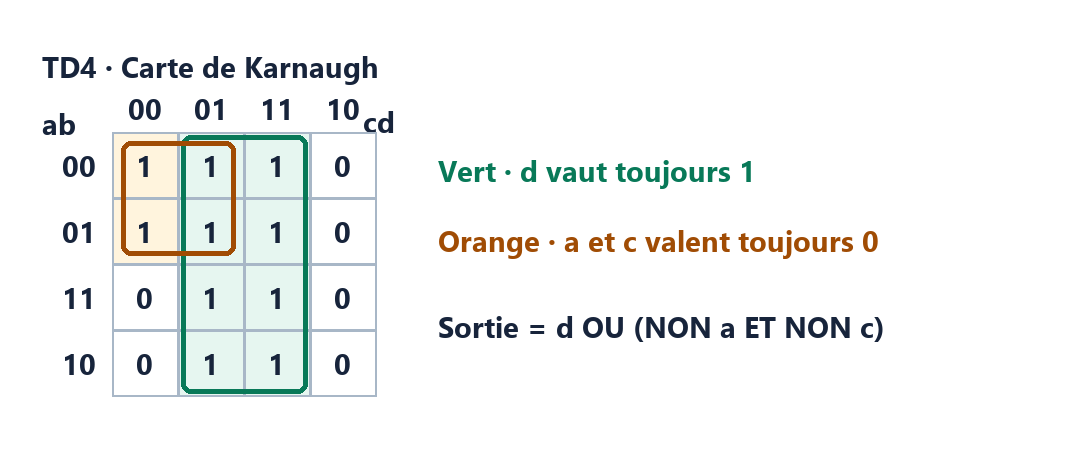 TD4 · Carte de Karnaugh
ab 00 01 11 10 cd
00 1 1 1 0
01 1 1 1 0
11 0 1 1 0
10 0 1 1 0
Vert · d vaut toujours 1
Orange · a et c valent toujours 0
Sortie = d OU (NON a ET NON c)